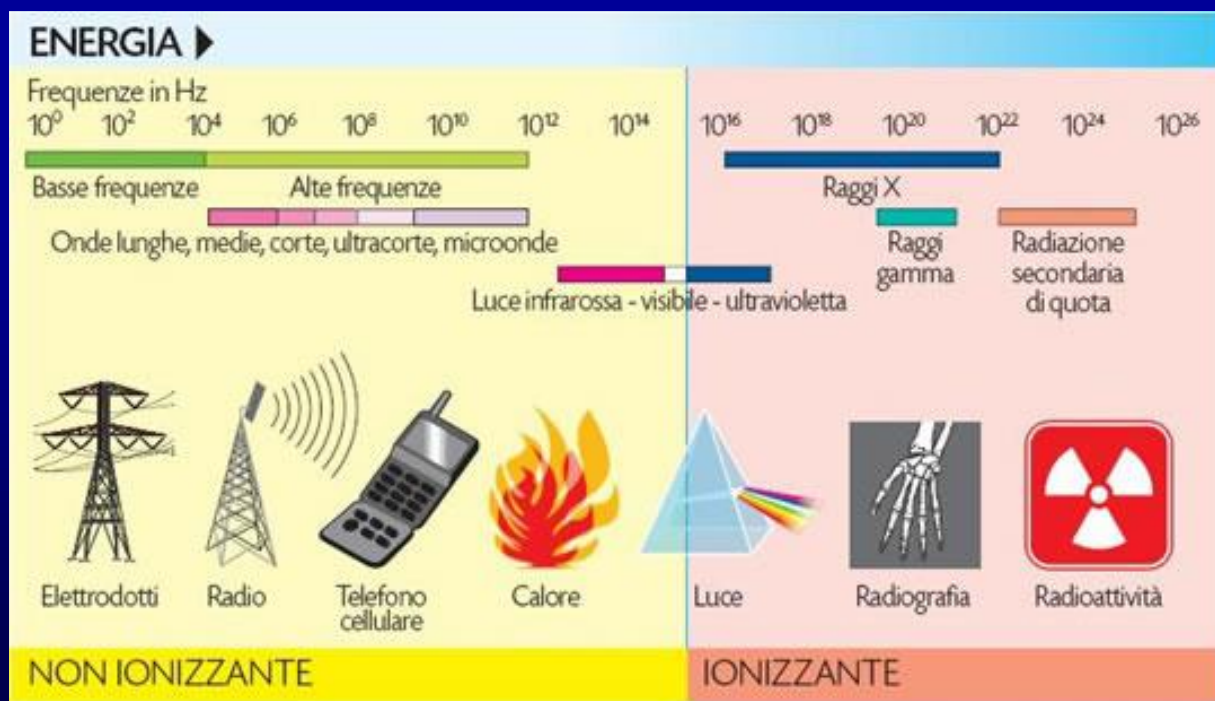 ENERGIA
Frequenze in Hz
10⁰ 10² 10⁴ 10⁶ 10⁸ 10¹⁰ 10¹² 10¹⁴ 10¹⁶ 10¹⁸ 10²⁰ 10²² 10²⁴ 10²⁶
Basse frequenze Alte frequenze Raggi X
Onde lunghe, medie, corte, ultracorte, microonde
Raggi
gamma
Radiazione
secondaria
di quota
Luce infrarossa - visibile - ultravioletta
Elettrodotti
Radio
Telefono
cellulare
Calore
Luce
Radiografia
Radioattività
NON IONIZZANTE
IONIZZANTE